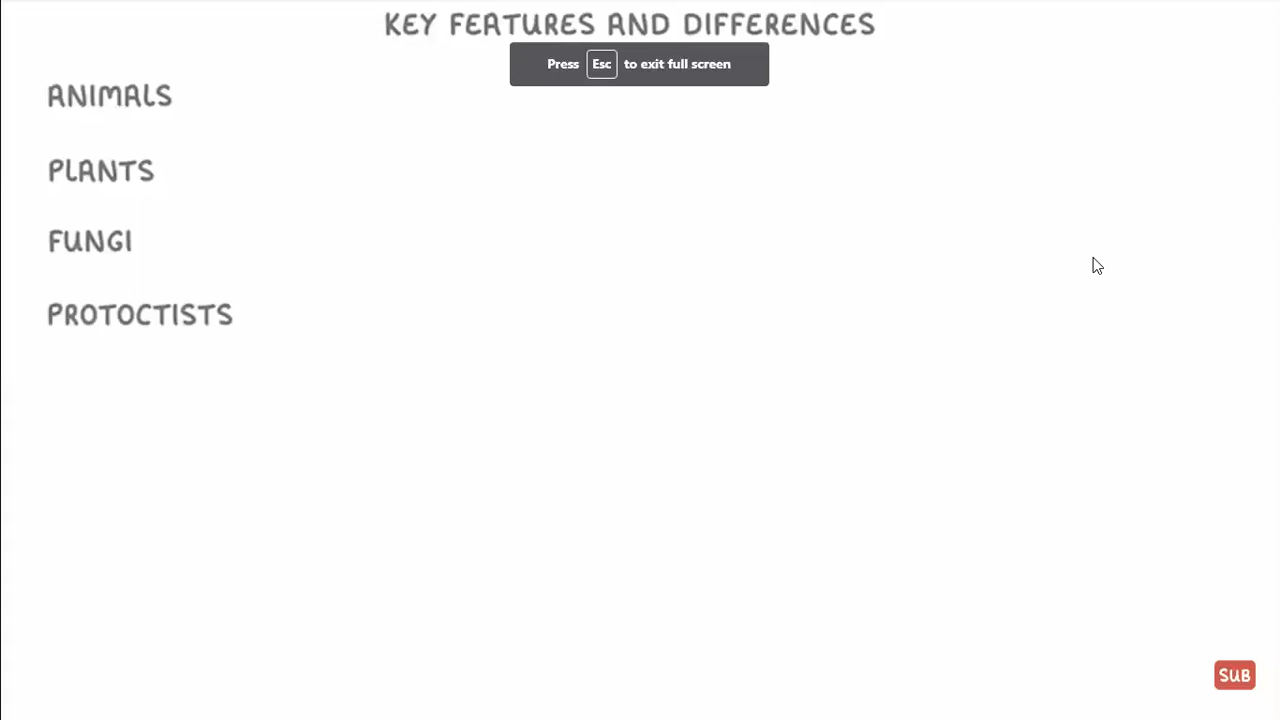 KEY FEATURES AND DIFFERENCES
Press Esc to exit full screen
ANIMALS
PLANTS
FUNGI
PROTOCTISTS
SUB